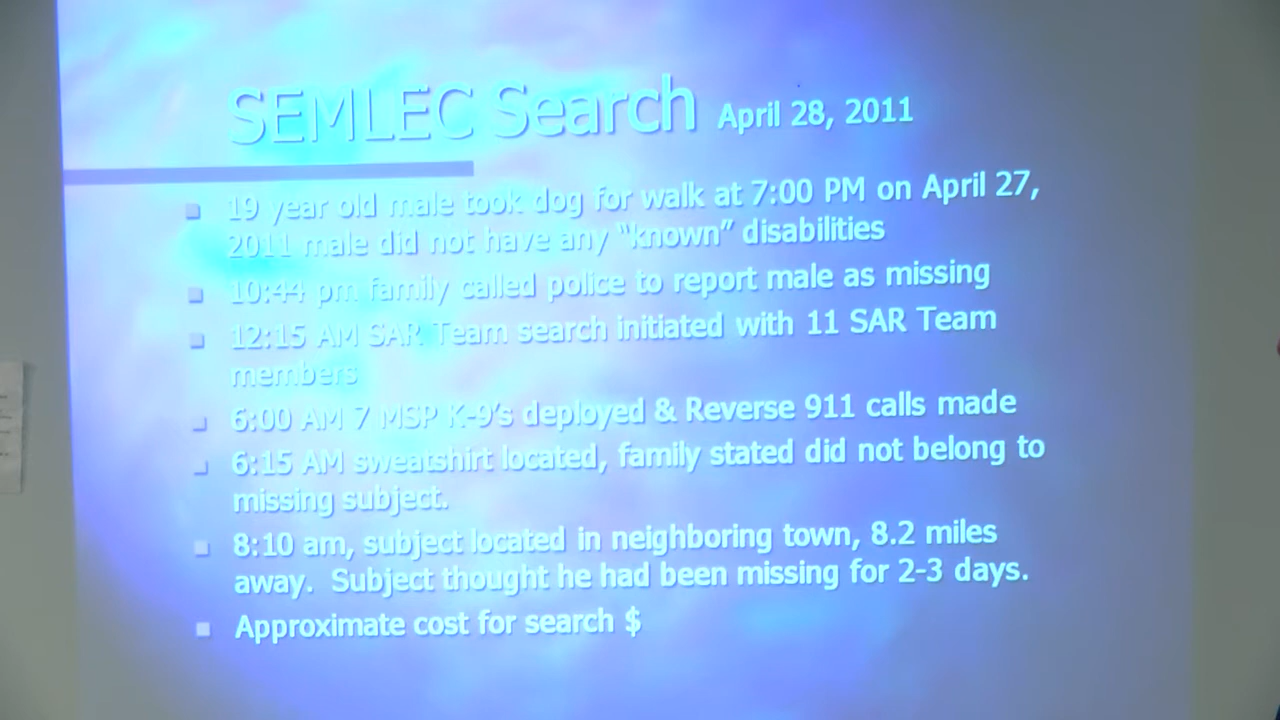 SEMLEC Search April 28, 2011
19 year old male took dog for walk at 7:00 PM on April 27,
2011 male did not have any “known” disabilities
10:44 pm family called police to report male as missing
12:15 AM SAR Team search initiated with 11 SAR Team
members
6:00 AM 7 MSP K-9’s deployed & Reverse 911 calls made
6:15 AM sweatshirt located, family stated did not belong to
missing subject.
8:10 am, subject located in neighboring town, 8.2 miles
away. Subject thought he had been missing for 2-3 days.
Approximate cost for search $